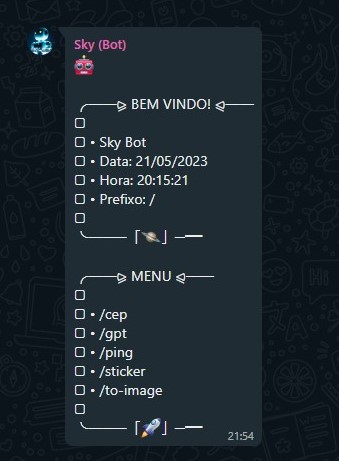 Sky (Bot)
🤖
╭━━⪩ BEM VINDO! ⪨━━
▢
▢ • Sky Bot
▢ • Data: 21/05/2023
▢ • Hora: 20:15:21
▢ • Prefixo: /
▢
╰━━─「🪐」─━━
╭━━⪩ MENU ⪨━━
▢
▢ • /cep
▢ • /gpt
▢ • /ping
▢ • /sticker
▢ • /to-image
▢
╰━━─「🚀」─━━
21:54